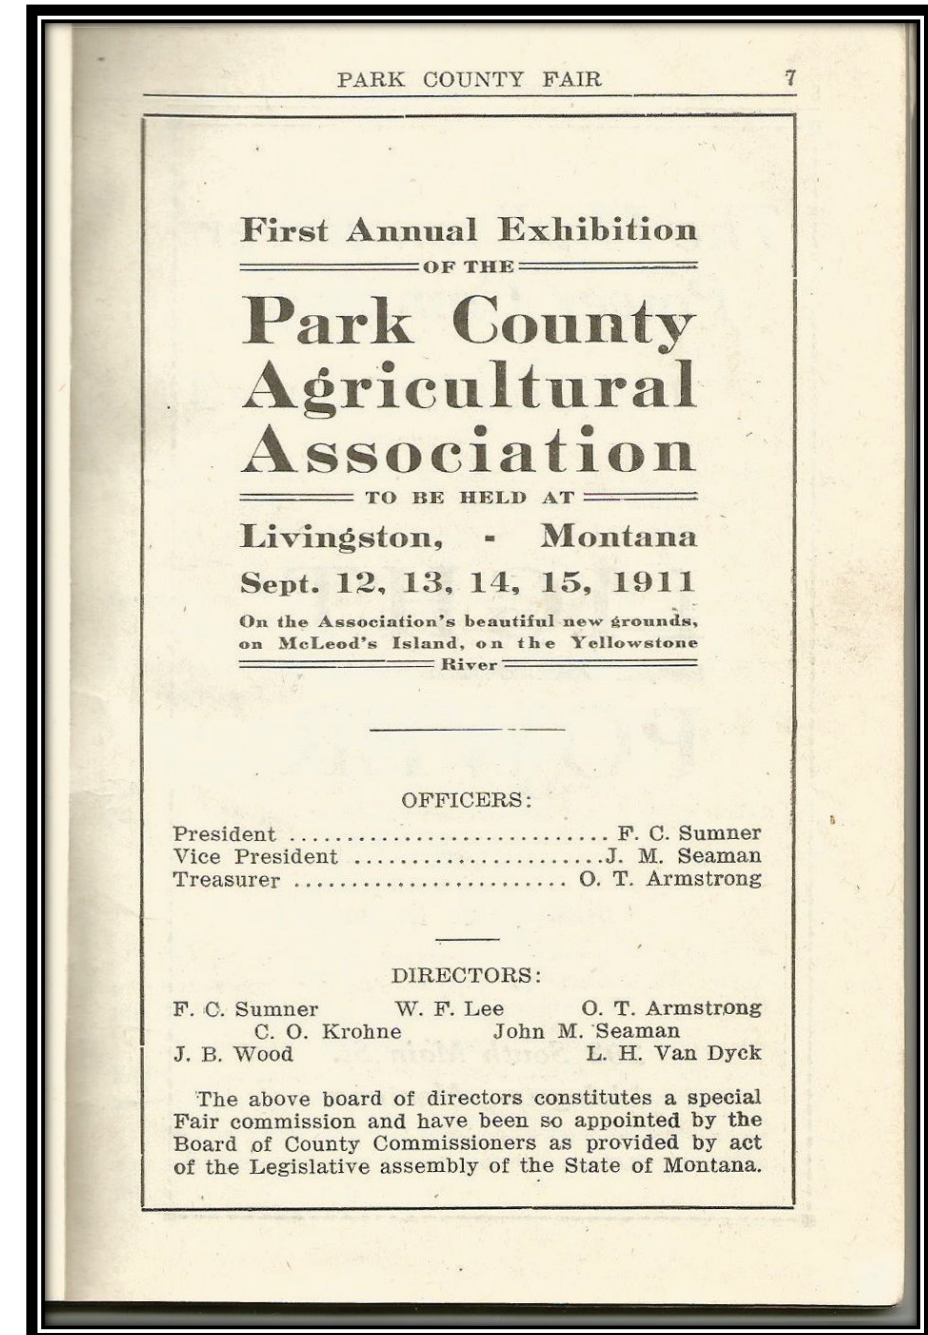 PARK COUNTY FAIR 7
First Annual Exhibition
OF THE
Park County
Agricultural
Association
TO BE HELD AT
Livingston, - Montana
Sept. 12, 13, 14, 15, 1911
On the Association's beautiful new grounds,
on McLeod's Island, on the Yellowstone
River
OFFICERS:
President ............................ F. C. Sumner
Vice President ......................J. M. Seaman
Treasurer ........................ O. T. Armstrong
DIRECTORS:
F. C. Sumner W. F. Lee O. T. Armstrong
C. O. Krohne John M. Seaman
J. B. Wood L. H. Van Dyck
The above board of directors constitutes a special
Fair commission and have been so appointed by the
Board of County Commissioners as provided by act
of the Legislative assembly of the State of Montana.